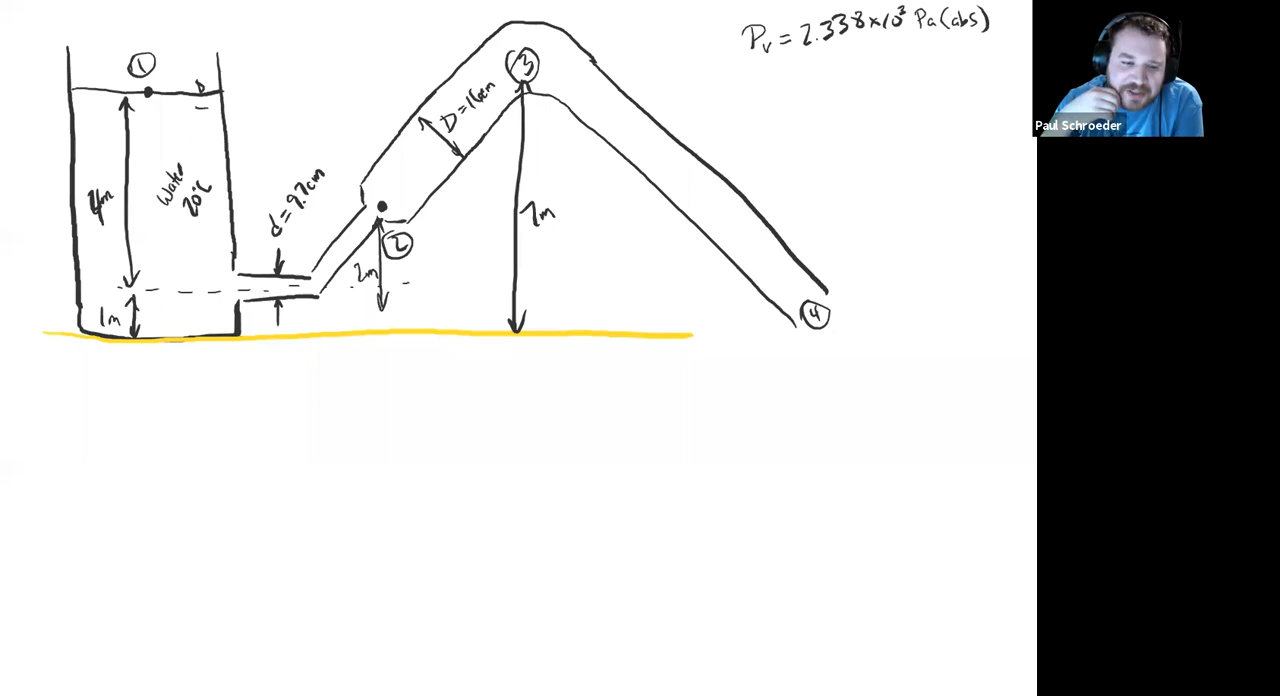 P_v = 2.338×10³ Pa(abs)
Paul Schroeder
①
4m
Water
20°C
1m
d = 9.7cm
②
2m
D=16cm
③
7m
④